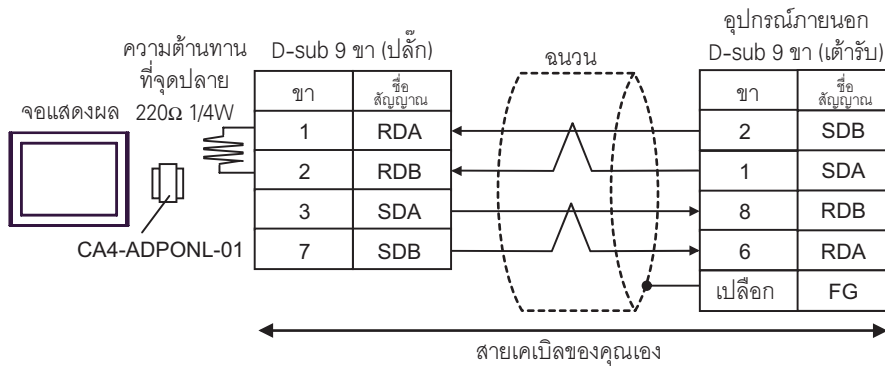 อุปกรณ์ภายนอก
ความต้านทาน
ที่จุดปลาย
220Ω 1/4W
D-sub 9 ขา (ปลั๊ก)
ฉนวน
D-sub 9 ขา (เต้ารับ)
จอแสดงผล
ขา ชื่อสัญญาณ
ขา ชื่อสัญญาณ
1 RDA
2 SDB
2 RDB
1 SDA
3 SDA
8 RDB
CA4-ADPONL-01
7 SDB
6 RDA
เปลือก FG
สายเคเบิลของคุณเอง